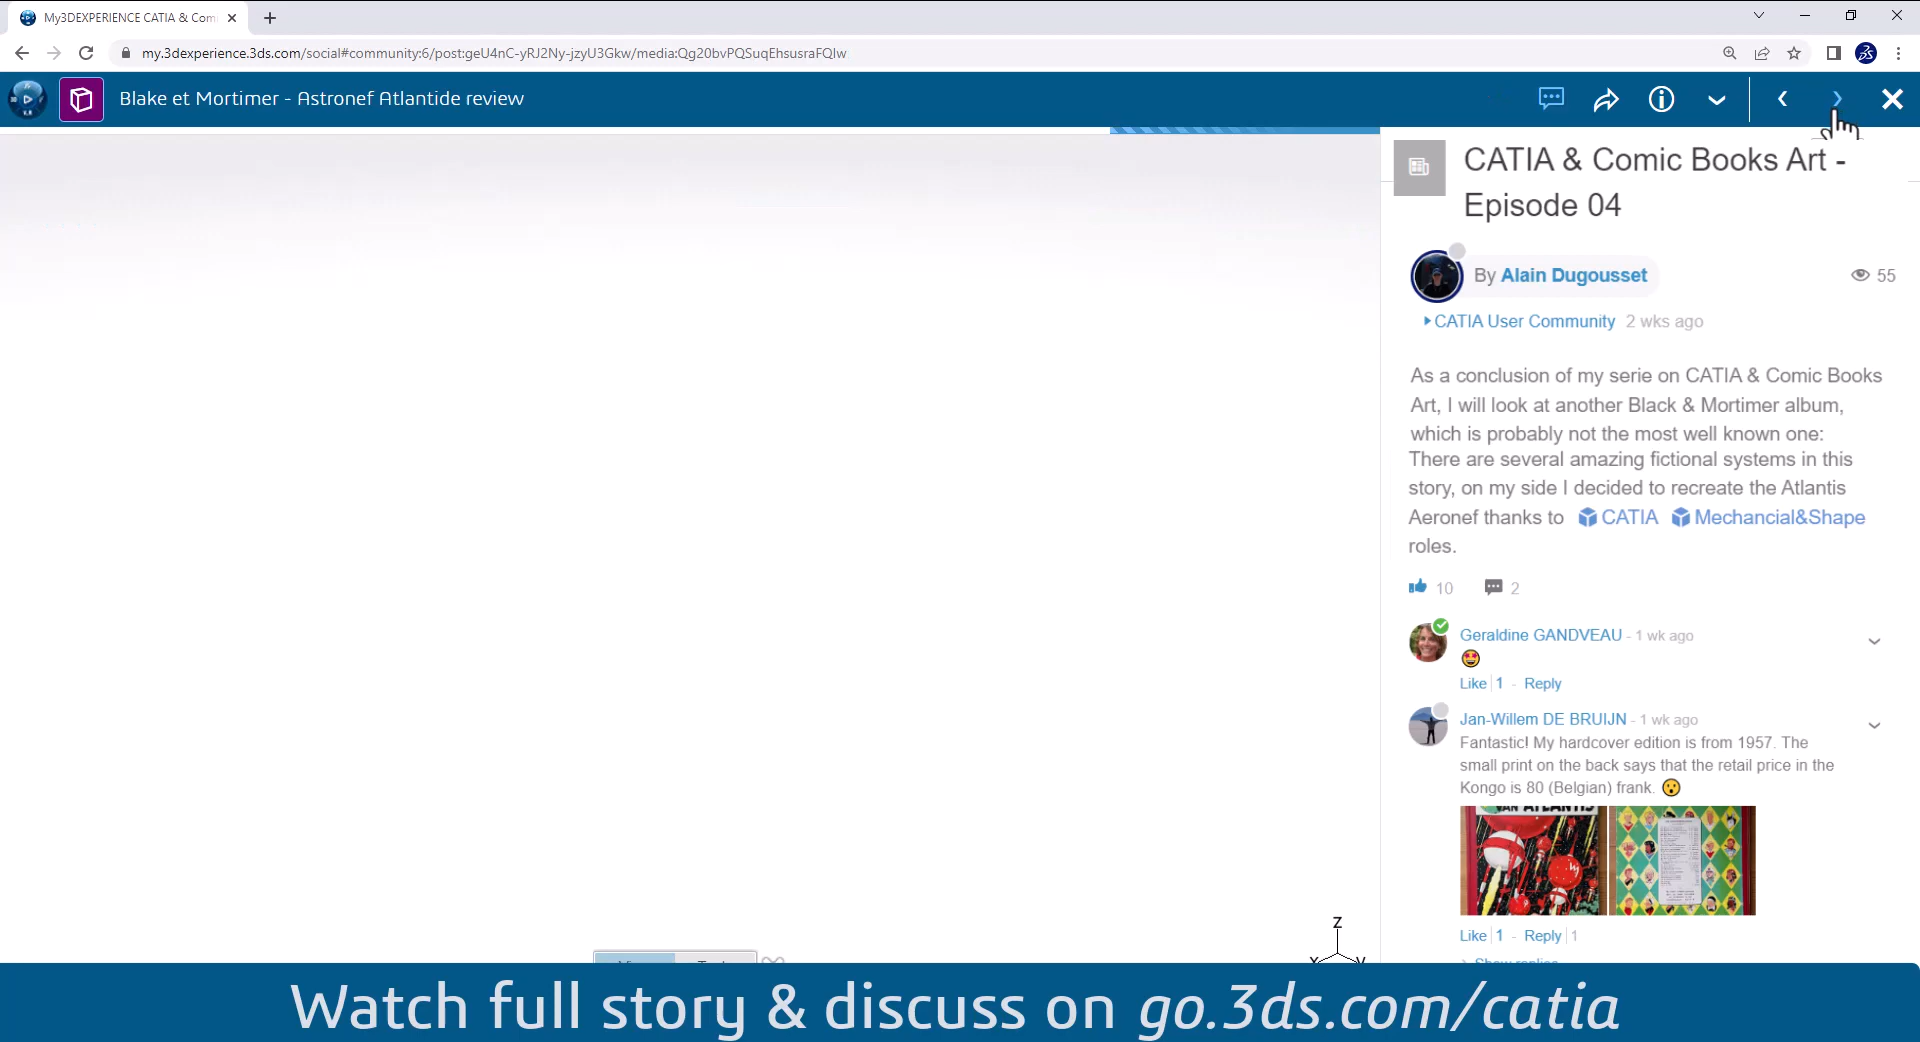 My3DEXPERIENCE CATIA & Com
my.3dexperience.3ds.com/social#community:6/post:geU4nC-yRJ2Ny-jzyU3Gkw/media:Qg20bvPQSuqEhsusraFQIw
Blake et Mortimer - Astronef Atlantide review
CATIA & Comic Books Art -
Episode 04
By Alain Dugousset
55
CATIA User Community 2 wks ago
As a conclusion of my serie on CATIA & Comic Books
Art, I will look at another Black & Mortimer album,
which is probably not the most well known one:
There are several amazing fictional systems in this
story, on my side I decided to recreate the Atlantis
Aeronef thanks to CATIA Mechancial&Shape
roles.
10 2
Geraldine GANDVEAU - 1 wk ago
Like 1 - Reply
Jan-Willem DE BRUIJN - 1 wk ago
Fantastic! My hardcover edition is from 1957. The
small print on the back says that the retail price in the
Kongo is 80 (Belgian) frank.
VAN ATLANTIS
Like 1 - Reply 1
Show replies
Z
X Y
Watch full story & discuss on go.3ds.com/catia